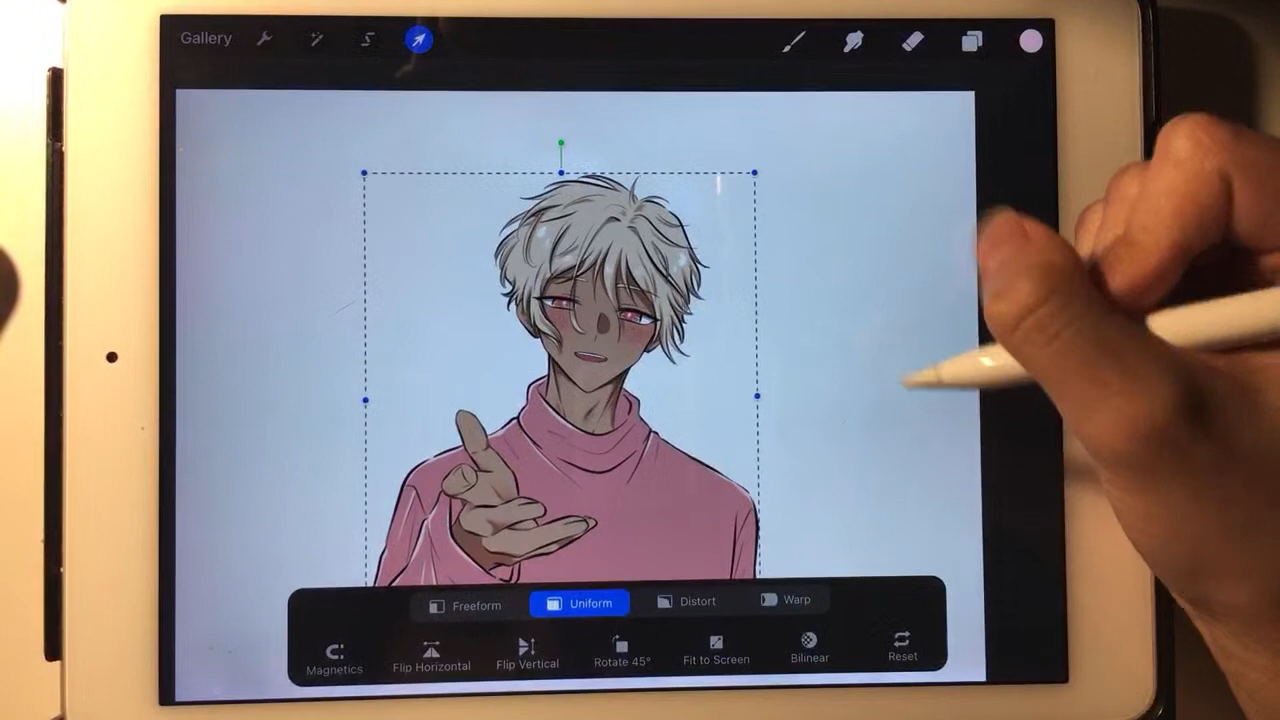 Gallery
Freeform Uniform Distort Warp
Magnetics Flip Horizontal Flip Vertical Rotate 45° Fit to Screen Bilinear Reset